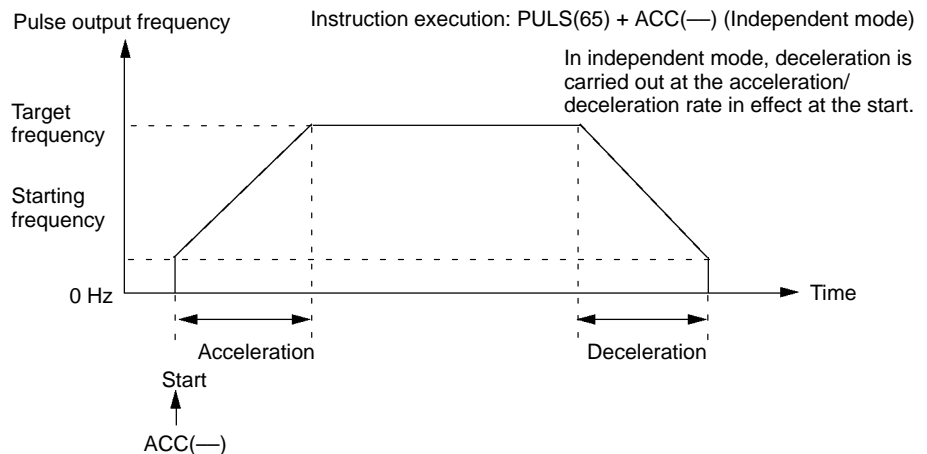 Pulse output frequency
Instruction execution: PULS(65) + ACC(—) (Independent mode)
In independent mode, deceleration is
carried out at the acceleration/
deceleration rate in effect at the start.
Target
frequency
Starting
frequency
0 Hz
Time
Acceleration
Deceleration
Start
ACC(—)